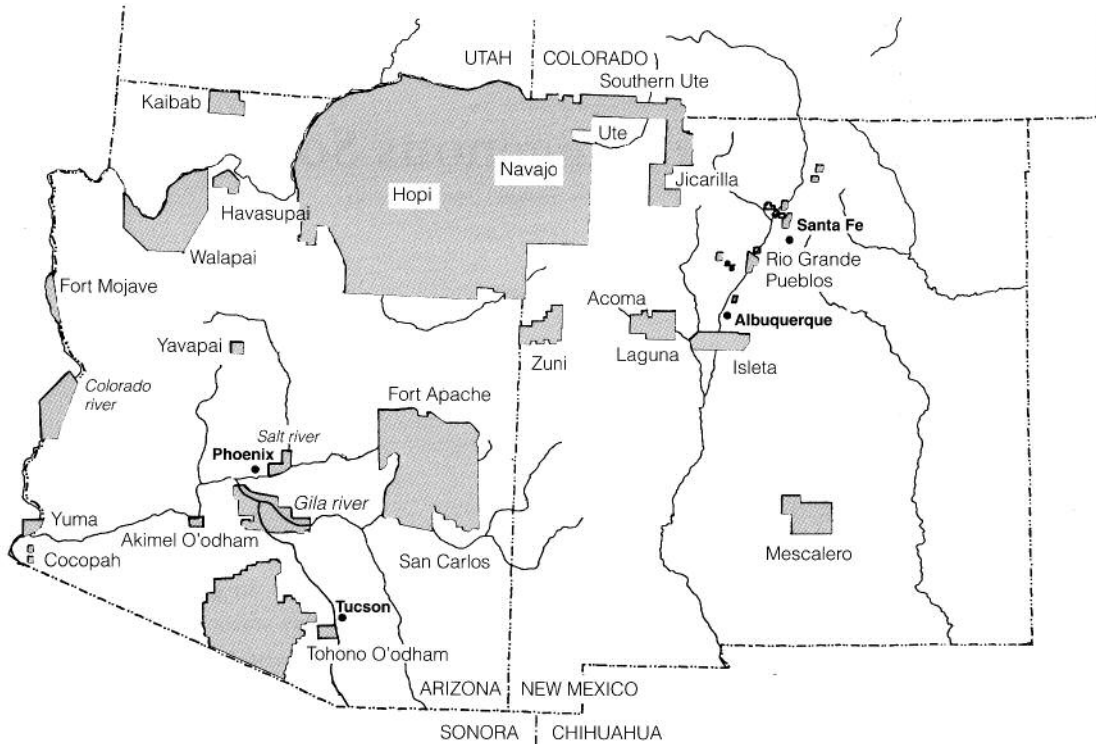 UTAH
COLORADO
Southern Ute
Kaibab
Ute
Navajo
Jicarilla
Hopi
Havasupai
Santa Fe
Walapai
Rio Grande
Pueblos
Fort Mojave
Acoma
Albuquerque
Yavapai
Zuni
Laguna
Isleta
Colorado
river
Fort Apache
Salt river
Phoenix
Gila river
Yuma
Akimel O'odham
Cocopah
San Carlos
Mescalero
Tucson
Tohono O'odham
ARIZONA
NEW MEXICO
SONORA
CHIHUAHUA